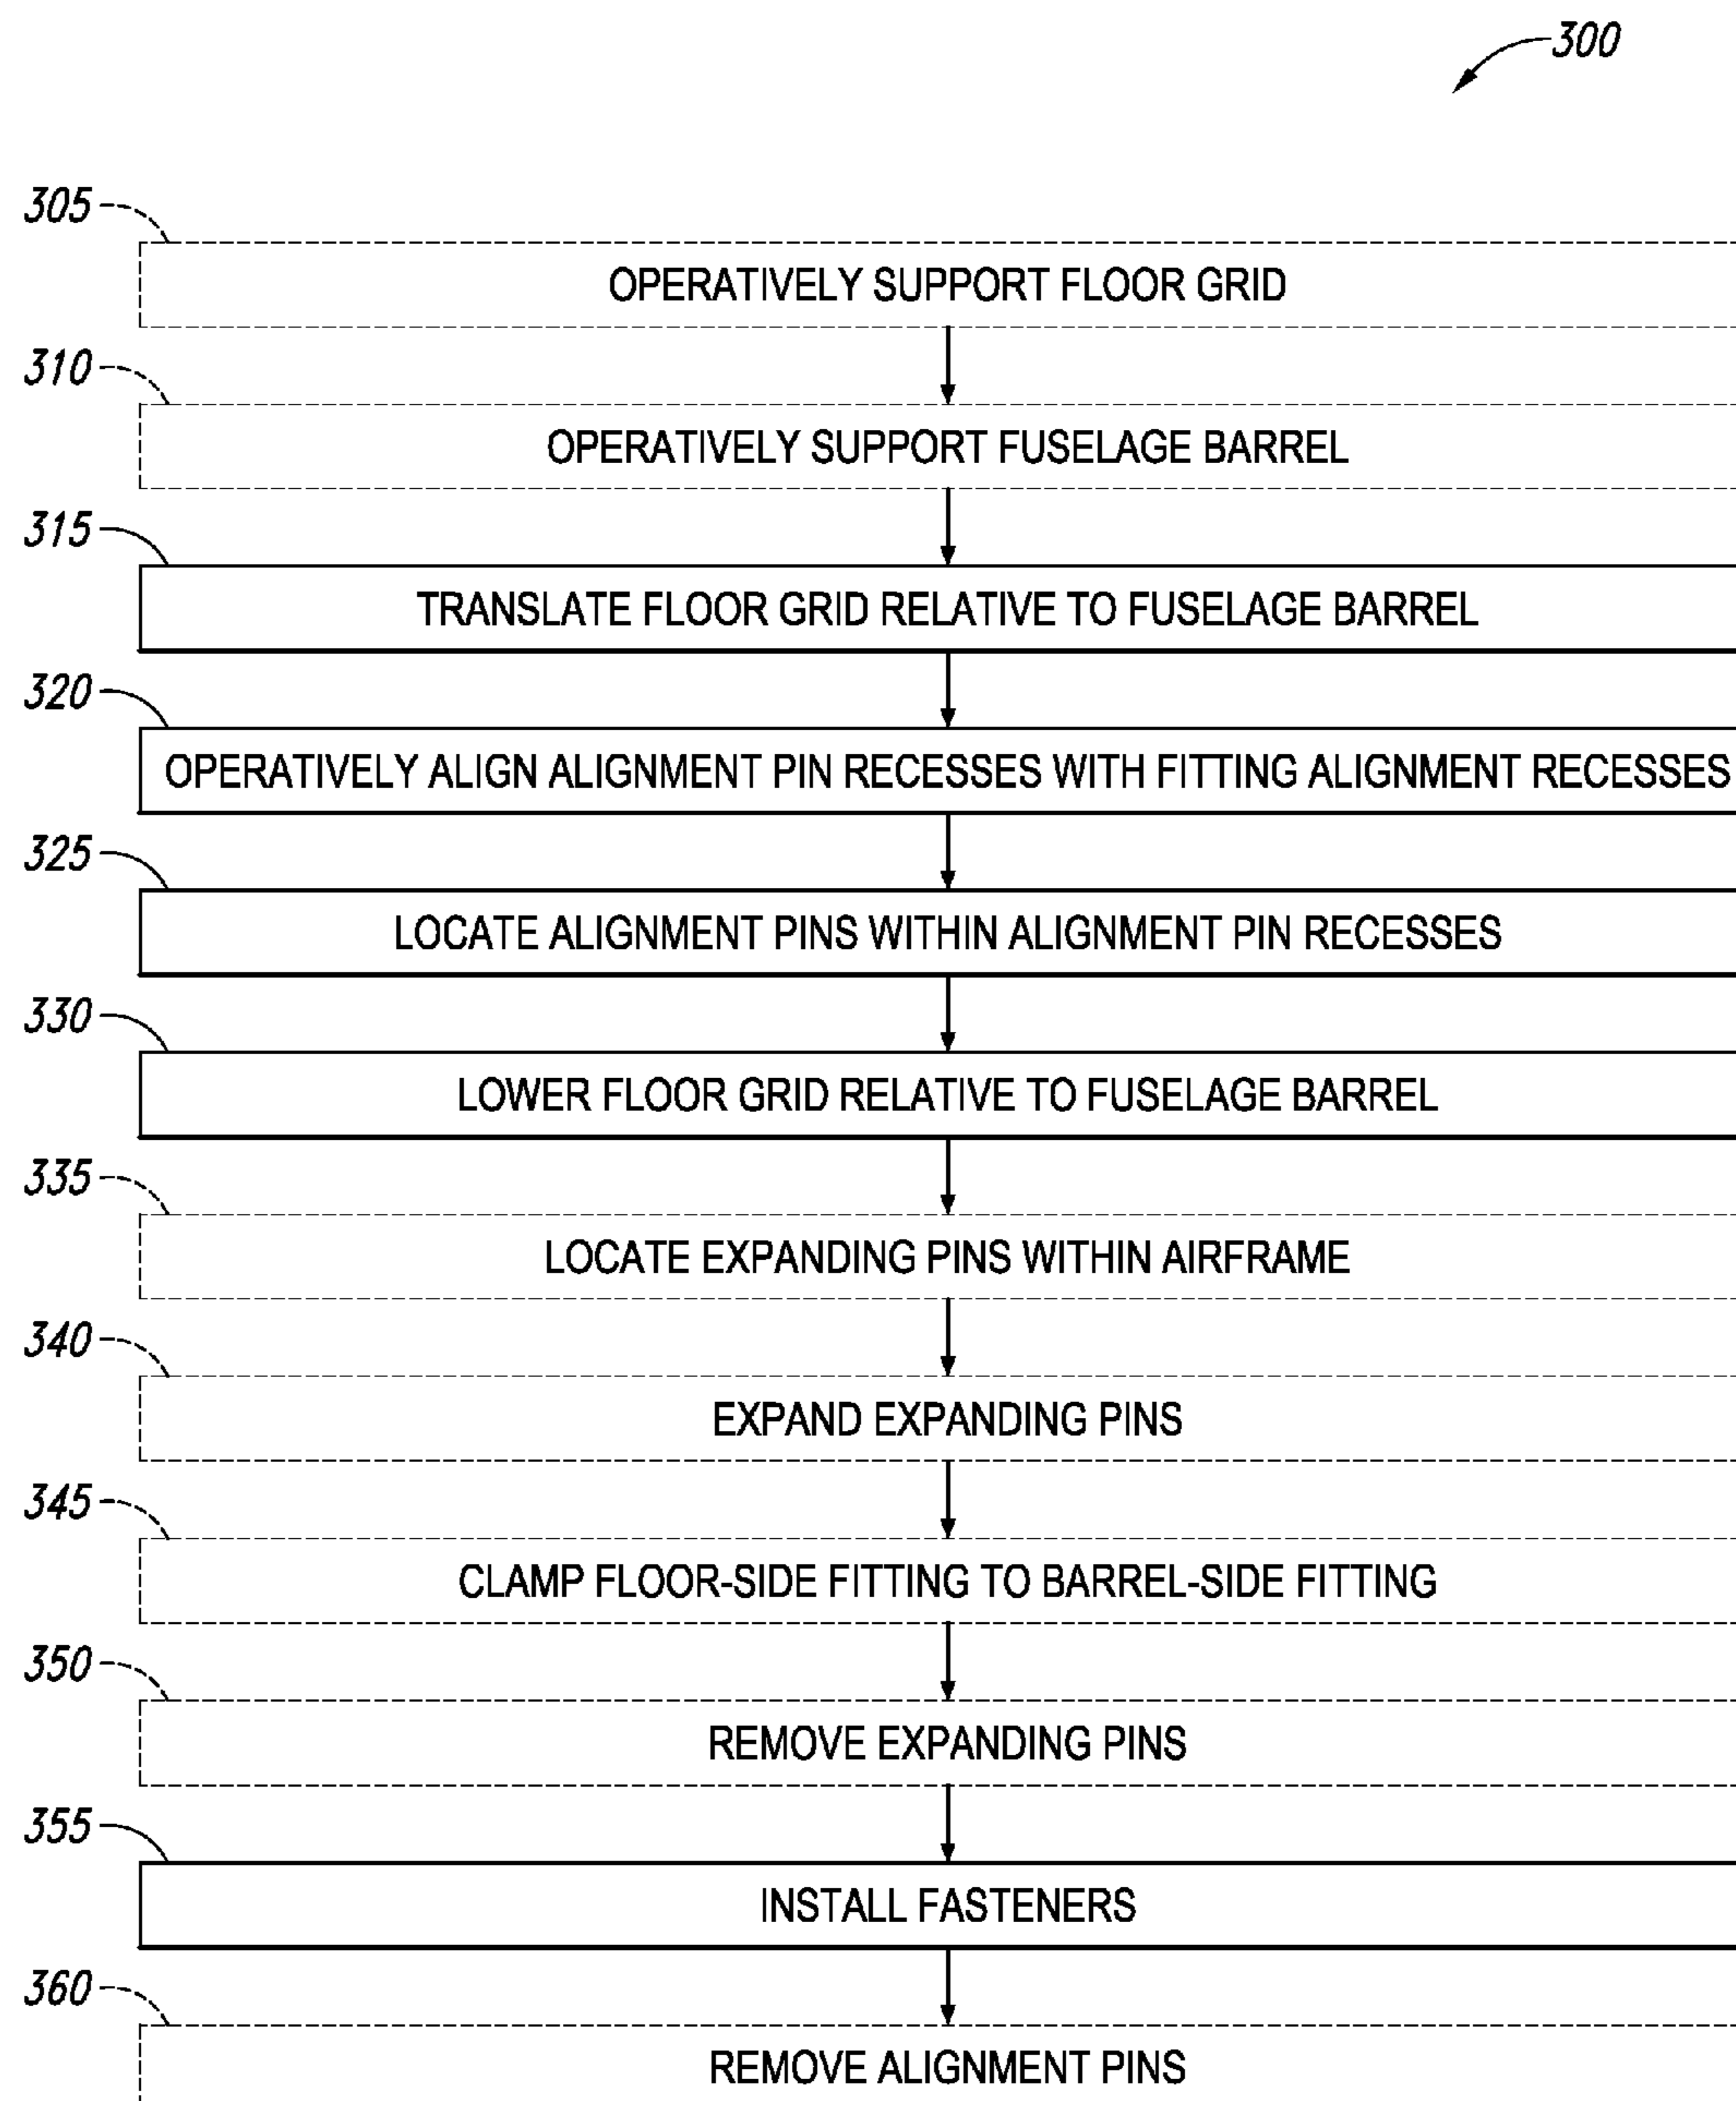 300
305
OPERATIVELY SUPPORT FLOOR GRID
310
OPERATIVELY SUPPORT FUSELAGE BARREL
315
TRANSLATE FLOOR GRID RELATIVE TO FUSELAGE BARREL
320
OPERATIVELY ALIGN ALIGNMENT PIN RECESSES WITH FITTING ALIGNMENT RECESSES
325
LOCATE ALIGNMENT PINS WITHIN ALIGNMENT PIN RECESSES
330
LOWER FLOOR GRID RELATIVE TO FUSELAGE BARREL
335
LOCATE EXPANDING PINS WITHIN AIRFRAME
340
EXPAND EXPANDING PINS
345
CLAMP FLOOR-SIDE FITTING TO BARREL-SIDE FITTING
350
REMOVE EXPANDING PINS
355
INSTALL FASTENERS
360
REMOVE ALIGNMENT PINS